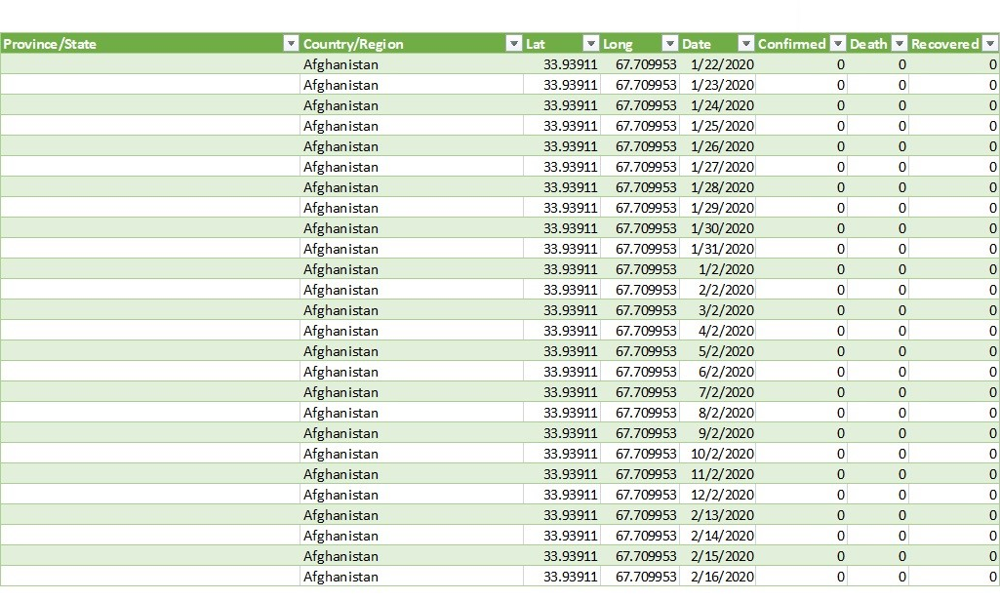 Province/State Country/Region Lat Long Date Confirmed Death Recovered
Afghanistan 33.93911 67.709953 1/22/2020 0 0 0
Afghanistan 33.93911 67.709953 1/23/2020 0 0 0
Afghanistan 33.93911 67.709953 1/24/2020 0 0 0
Afghanistan 33.93911 67.709953 1/25/2020 0 0 0
Afghanistan 33.93911 67.709953 1/26/2020 0 0 0
Afghanistan 33.93911 67.709953 1/27/2020 0 0 0
Afghanistan 33.93911 67.709953 1/28/2020 0 0 0
Afghanistan 33.93911 67.709953 1/29/2020 0 0 0
Afghanistan 33.93911 67.709953 1/30/2020 0 0 0
Afghanistan 33.93911 67.709953 1/31/2020 0 0 0
Afghanistan 33.93911 67.709953 1/2/2020 0 0 0
Afghanistan 33.93911 67.709953 2/2/2020 0 0 0
Afghanistan 33.93911 67.709953 3/2/2020 0 0 0
Afghanistan 33.93911 67.709953 4/2/2020 0 0 0
Afghanistan 33.93911 67.709953 5/2/2020 0 0 0
Afghanistan 33.93911 67.709953 6/2/2020 0 0 0
Afghanistan 33.93911 67.709953 7/2/2020 0 0 0
Afghanistan 33.93911 67.709953 8/2/2020 0 0 0
Afghanistan 33.93911 67.709953 9/2/2020 0 0 0
Afghanistan 33.93911 67.709953 10/2/2020 0 0 0
Afghanistan 33.93911 67.709953 11/2/2020 0 0 0
Afghanistan 33.93911 67.709953 12/2/2020 0 0 0
Afghanistan 33.93911 67.709953 2/13/2020 0 0 0
Afghanistan 33.93911 67.709953 2/14/2020 0 0 0
Afghanistan 33.93911 67.709953 2/15/2020 0 0 0
Afghanistan 33.93911 67.709953 2/16/2020 0 0 0